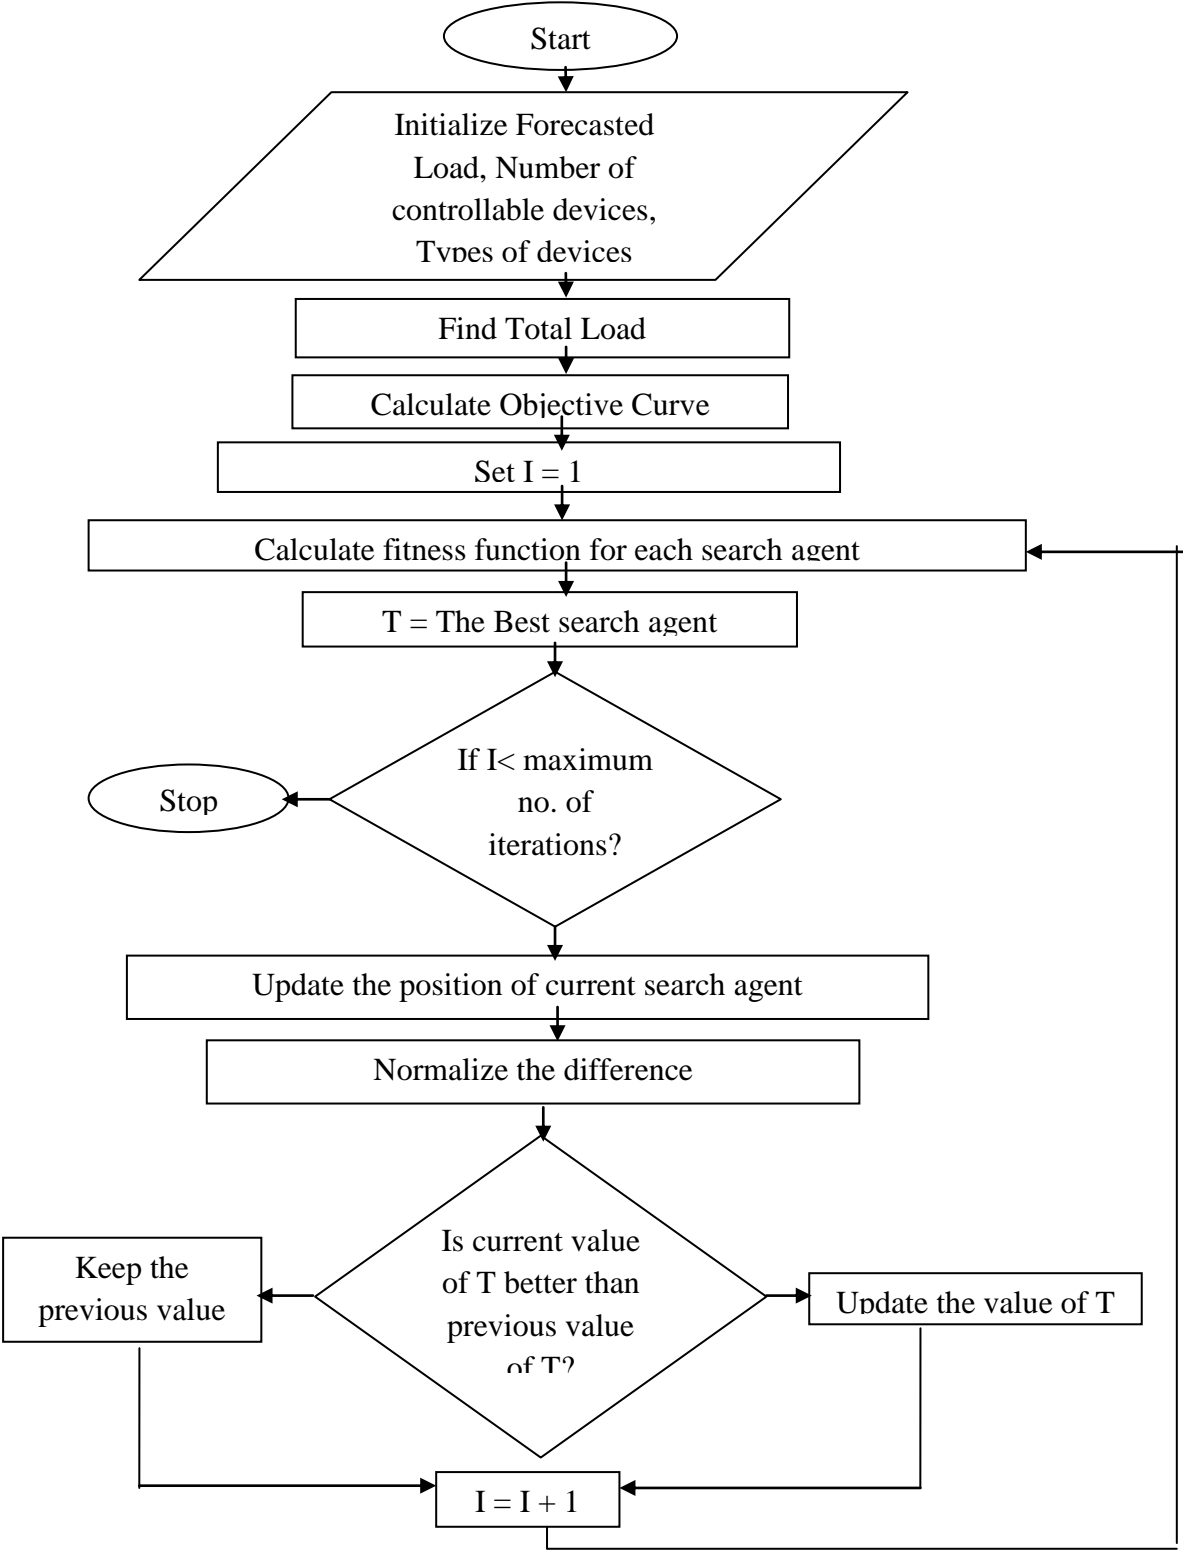 Start
Initialize Forecasted
Load, Number of
controllable devices,
Types of devices
Find Total Load
Calculate Objective Curve
Set I = 1
Calculate fitness function for each search agent
T = The Best search agent
If I< maximum
no. of
iterations?
Stop
Update the position of current search agent
Normalize the difference
Is current value
of T better than
previous value
of T?
Keep the
previous value
Update the value of T
I = I + 1